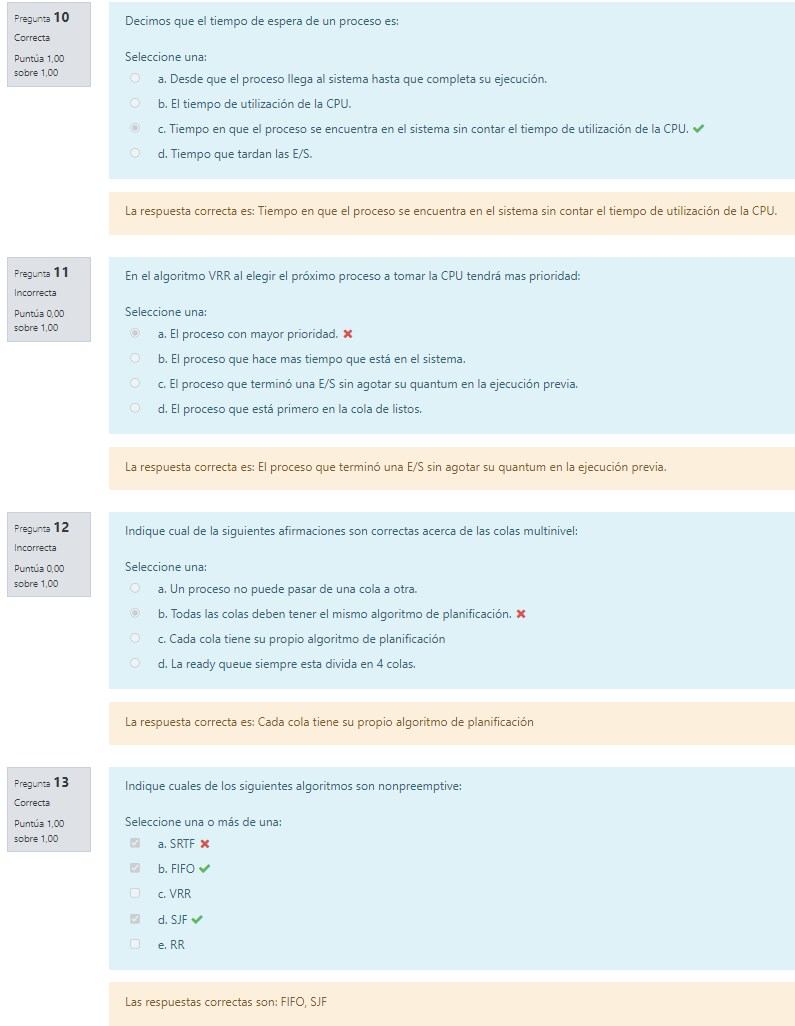 Pregunta 10
Correcta
Puntúa 1,00
sobre 1,00
Decimos que el tiempo de espera de un proceso es:
Seleccione una:
a. Desde que el proceso llega al sistema hasta que completa su ejecución.
b. El tiempo de utilización de la CPU.
c. Tiempo en que el proceso se encuentra en el sistema sin contar el tiempo de utilización de la CPU.
d. Tiempo que tardan las E/S.
La respuesta correcta es: Tiempo en que el proceso se encuentra en el sistema sin contar el tiempo de utilización de la CPU.
Pregunta 11
Incorrecta
Puntúa 0,00
sobre 1,00
En el algoritmo VRR al elegir el próximo proceso a tomar la CPU tendrá mas prioridad:
Seleccione una:
a. El proceso con mayor prioridad.
b. El proceso que hace mas tiempo que está en el sistema.
c. El proceso que terminó una E/S sin agotar su quantum en la ejecución previa.
d. El proceso que está primero en la cola de listos.
La respuesta correcta es: El proceso que terminó una E/S sin agotar su quantum en la ejecución previa.
Pregunta 12
Incorrecta
Puntúa 0,00
sobre 1,00
Indique cual de la siguientes afirmaciones son correctas acerca de las colas multinivel:
Seleccione una:
a. Un proceso no puede pasar de una cola a otra.
b. Todas las colas deben tener el mismo algoritmo de planificación.
c. Cada cola tiene su propio algoritmo de planificación
d. La ready queue siempre esta divida en 4 colas.
La respuesta correcta es: Cada cola tiene su propio algoritmo de planificación
Pregunta 13
Correcta
Puntúa 1,00
sobre 1,00
Indique cuales de los siguientes algoritmos son nonpreemptive:
Seleccione una o más de una:
a. SRTF
b. FIFO
c. VRR
d. SJF
e. RR
Las respuestas correctas son: FIFO, SJF